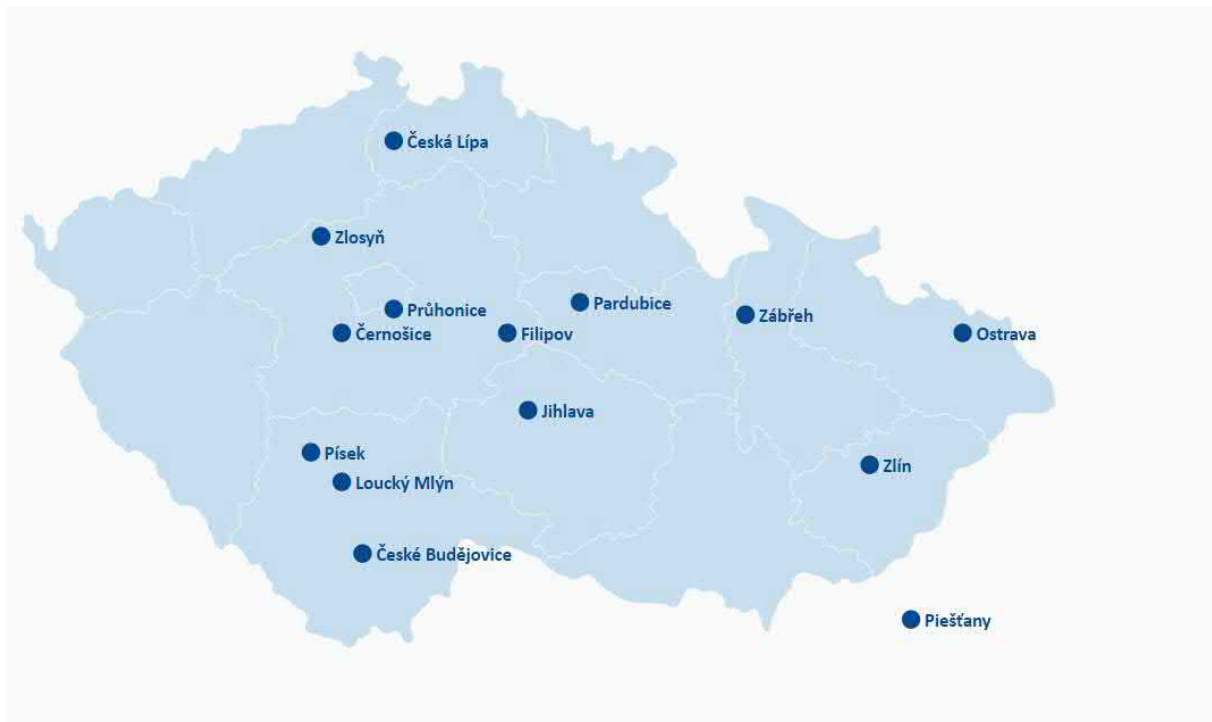 Česká Lípa
Zlosyň
Průhonice
Pardubice
Zábřeh
Černošice
Filipov
Ostrava
Jihlava
Písek
Zlín
Loucký Mlýn
České Budějovice
Piešťany